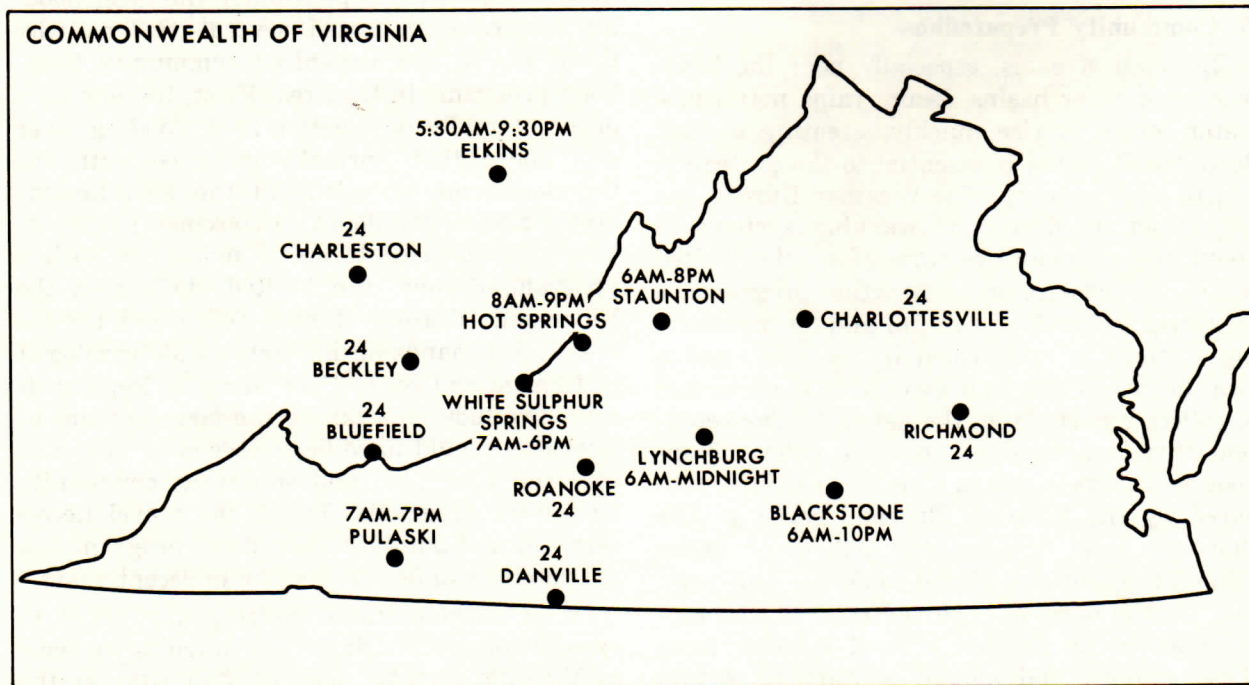 COMMONWEALTH OF VIRGINIA
5:30AM-9:30PM
ELKINS
24
CHARLESTON
6AM-8PM
STAUNTON
8AM-9PM
HOT SPRINGS
24
CHARLOTTESVILLE
24
BECKLEY
WHITE SULPHUR
SPRINGS
7AM-6PM
24
BLUEFIELD
RICHMOND
24
LYNCHBURG
6AM-MIDNIGHT
ROANOKE
24
BLACKSTONE
6AM-10PM
7AM-7PM
PULASKI
24
DANVILLE